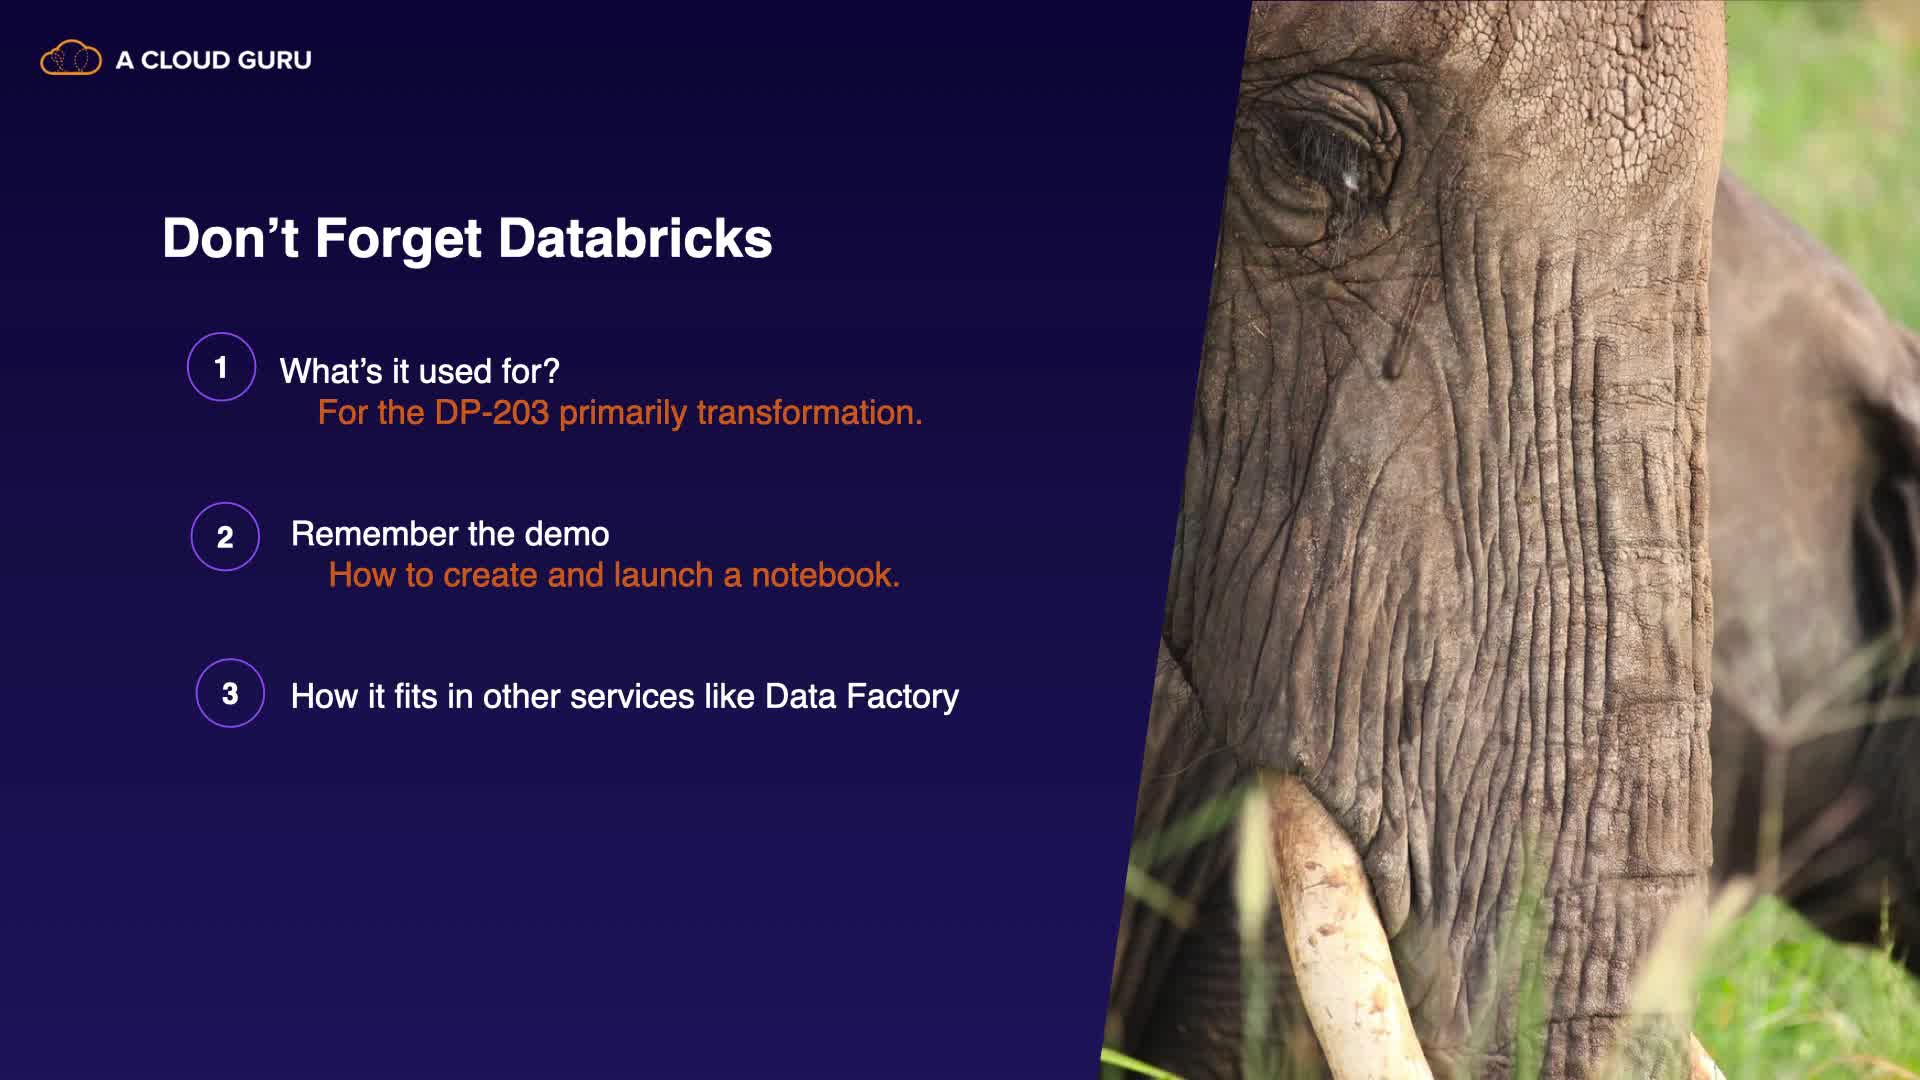 A CLOUD GURU
Don’t Forget Databricks
1
What’s it used for?
For the DP-203 primarily transformation.
2
Remember the demo
How to create and launch a notebook.
3
How it fits in other services like Data Factory